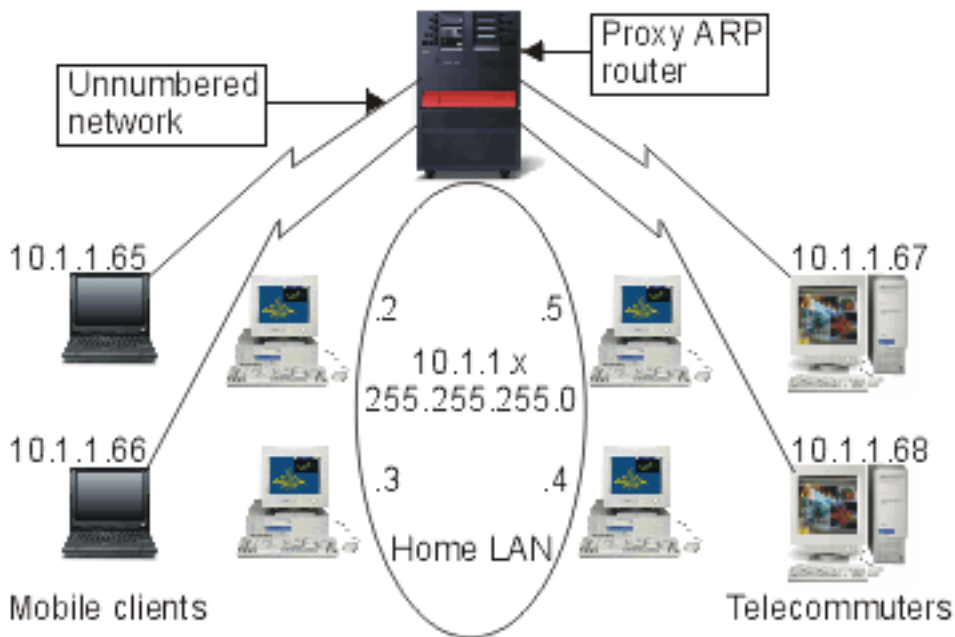 Proxy ARP
router
Unnumbered
network
10.1.1.65
10.1.1.67
.2
.5
10.1.1.x
255.255.255.0
10.1.1.66
10.1.1.68
.3
.4
Home LAN
Mobile clients
Telecommuters